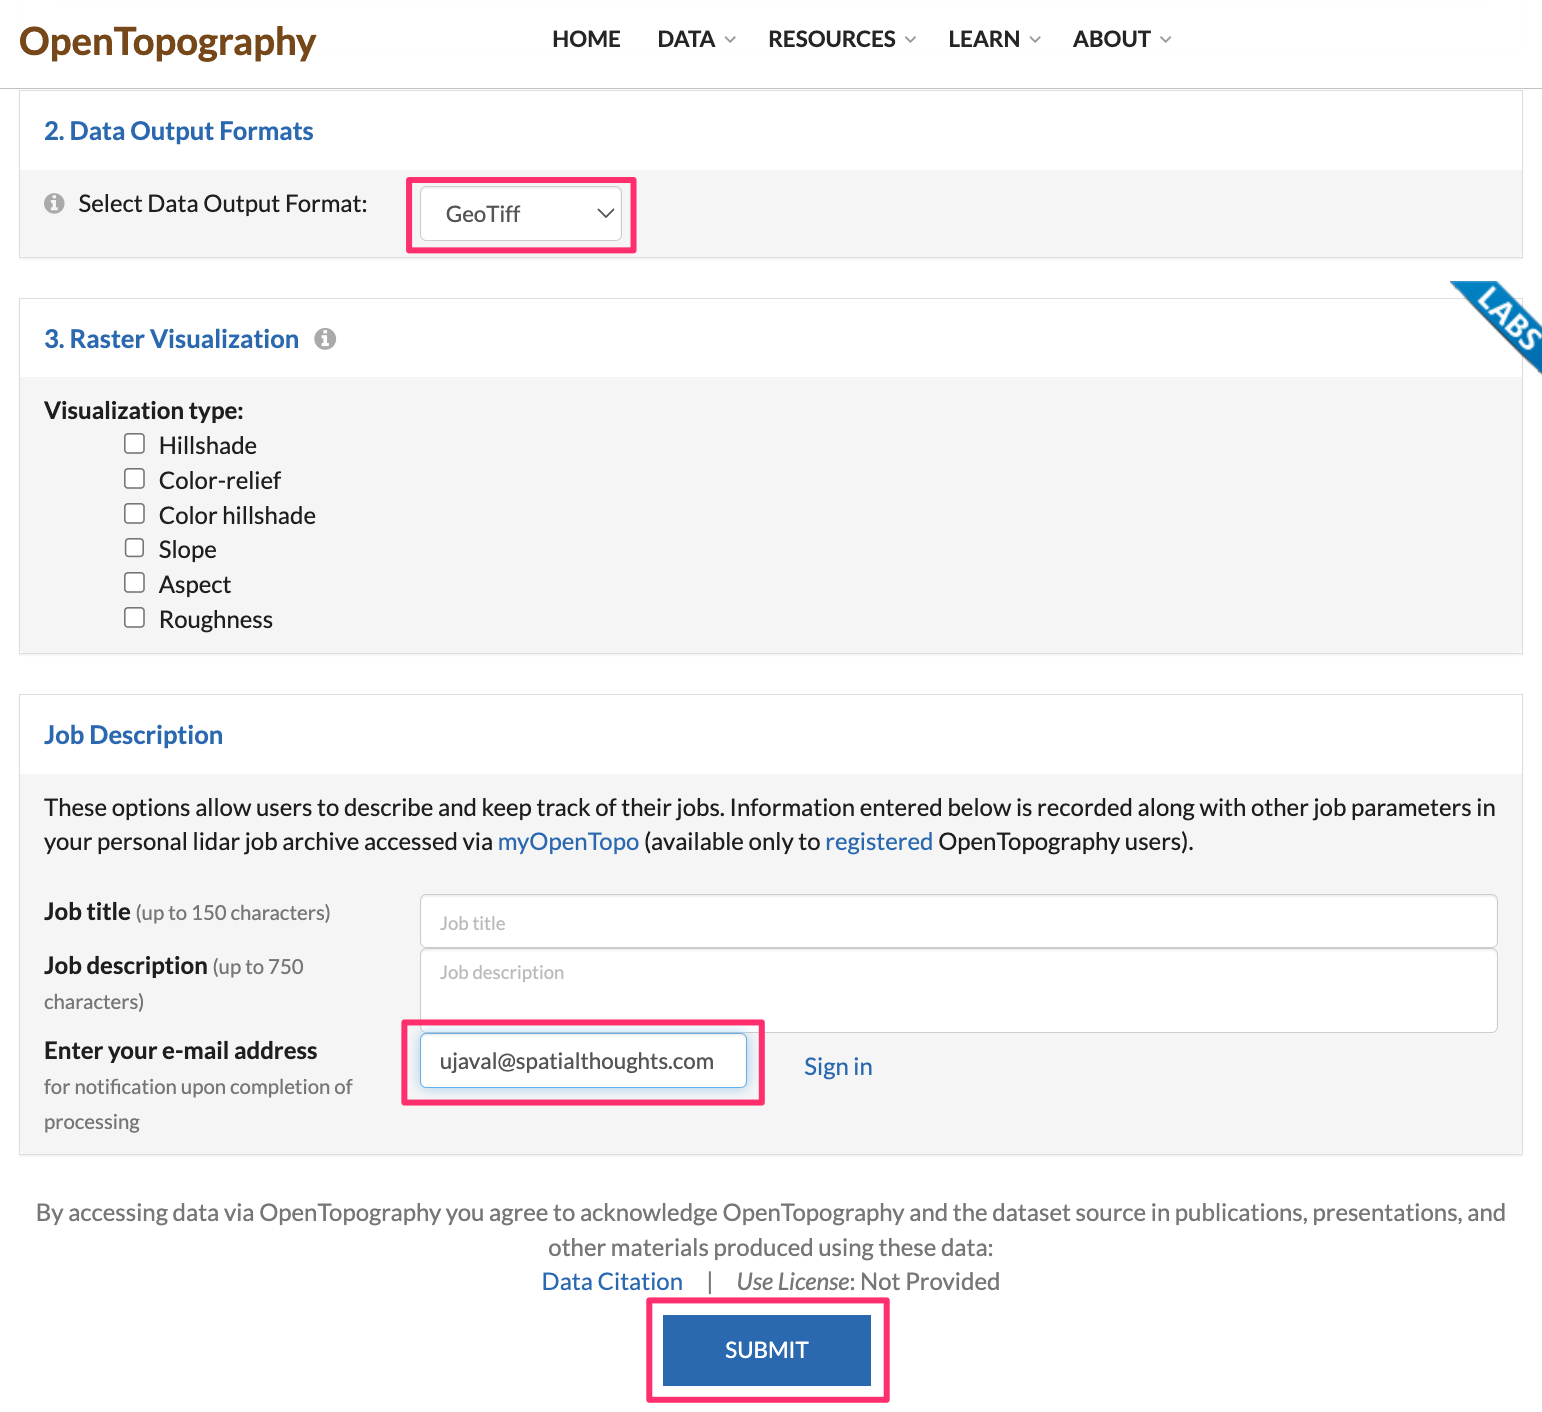 OpenTopography
HOME DATA RESOURCES LEARN ABOUT
2. Data Output Formats
Select Data Output Format: GeoTiff
LABS
3. Raster Visualization
Visualization type:
Hillshade
Color-relief
Color hillshade
Slope
Aspect
Roughness
Job Description
These options allow users to describe and keep track of their jobs. Information entered below is recorded along with other job parameters in
your personal lidar job archive accessed via myOpenTopo (available only to registered OpenTopography users).
Job title (up to 150 characters) Job title
Job description (up to 750
characters)
Job description
Enter your e-mail address
for notification upon completion of
processing
ujaval@spatialthoughts.com Sign in
By accessing data via OpenTopography you agree to acknowledge OpenTopography and the dataset source in publications, presentations, and
other materials produced using these data:
Data Citation | Use License: Not Provided
SUBMIT